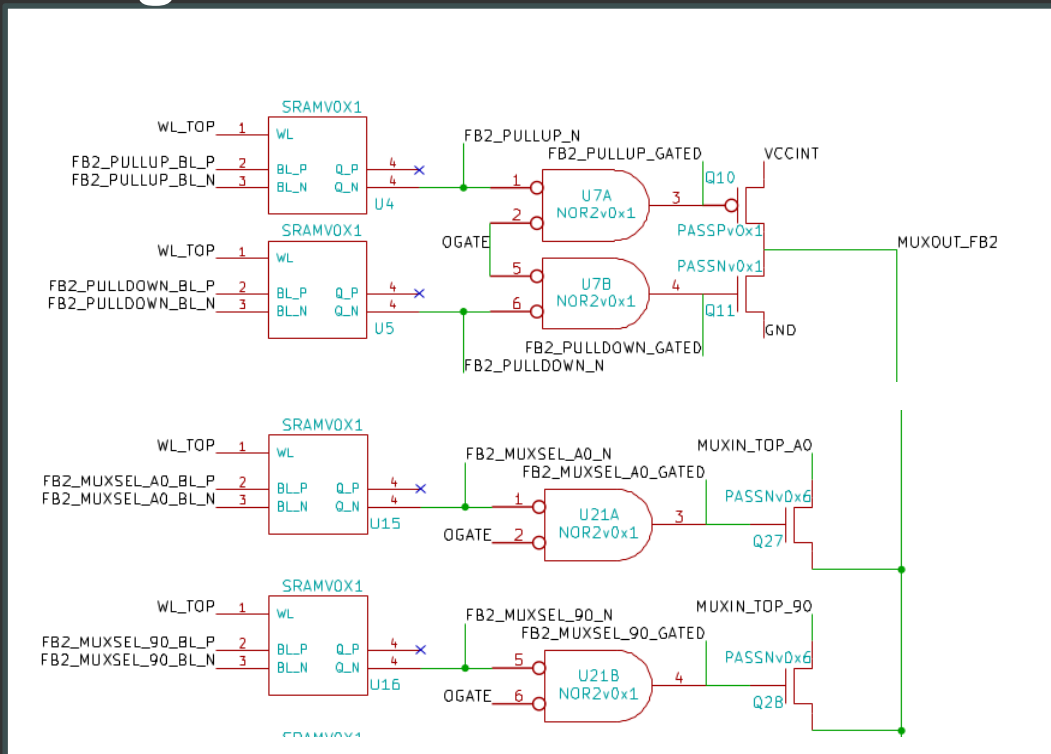 SRAMV0X1
WL_TOP 1 WL
FB2_PULLUP_BL_P 2 BL_P Q_P 4
FB2_PULLUP_BL_N 3 BL_N Q_N 4
U4
FB2_PULLUP_N
FB2_PULLUP_GATED
VCCINT
Q10
1 U7A 3
2 NOR2v0x1
PASSPv0x1
OGATE
MUXOUT_FB2
SRAMV0X1
WL_TOP 1 WL
FB2_PULLDOWN_BL_P 2 BL_P Q_P 4
FB2_PULLDOWN_BL_N 3 BL_N Q_N 4
U5
PASSNv0x1
5 U7B 4
6 NOR2v0x1
Q11
GND
FB2_PULLDOWN_GATED
FB2_PULLDOWN_N
SRAMV0X1
WL_TOP 1 WL
FB2_MUXSEL_A0_BL_P 2 BL_P Q_P 4
FB2_MUXSEL_A0_BL_N 3 BL_N Q_N 4
U15
FB2_MUXSEL_A0_N
FB2_MUXSEL_A0_GATED
MUXIN_TOP_A0
PASSNv0x6
1 U21A 3
OGATE 2 NOR2v0x1
Q27
SRAMV0X1
WL_TOP 1 WL
FB2_MUXSEL_90_BL_P 2 BL_P Q_P 4
FB2_MUXSEL_90_BL_N 3 BL_N Q_N 4
U16
FB2_MUXSEL_90_N
FB2_MUXSEL_90_GATED
MUXIN_TOP_90
PASSNv0x6
5 U21B 4
OGATE 6 NOR2v0x1
Q28